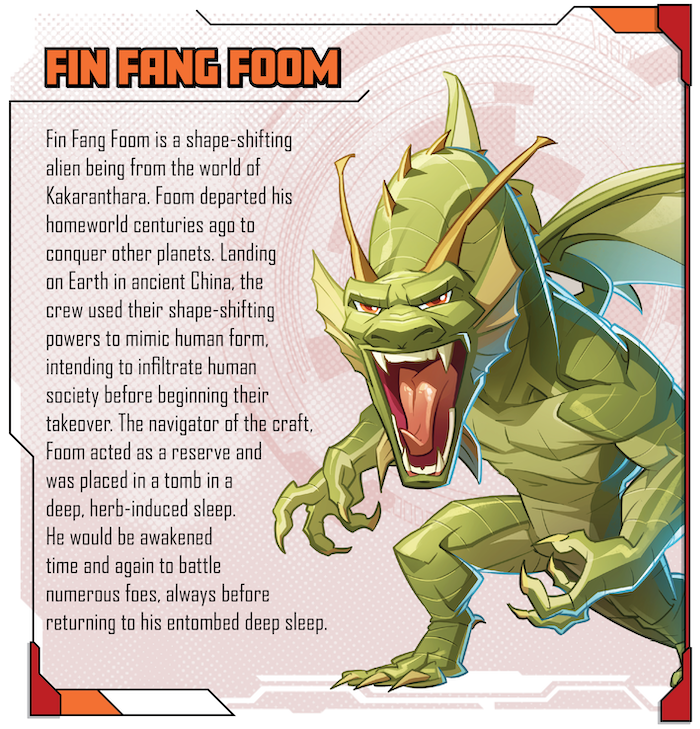 FIN FANG FOOM
Fin Fang Foom is a shape-shifting
alien being from the world of
Kakaranthara. Foom departed his
homeworld centuries ago to
conquer other planets. Landing
on Earth in ancient China, the
crew used their shape-shifting
powers to mimic human form,
intending to infiltrate human
society before beginning their
takeover. The navigator of the craft,
Foom acted as a reserve and
was placed in a tomb in a
deep, herb-induced sleep.
He would be awakened
time and again to battle
numerous foes, always before
returning to his entombed deep sleep.